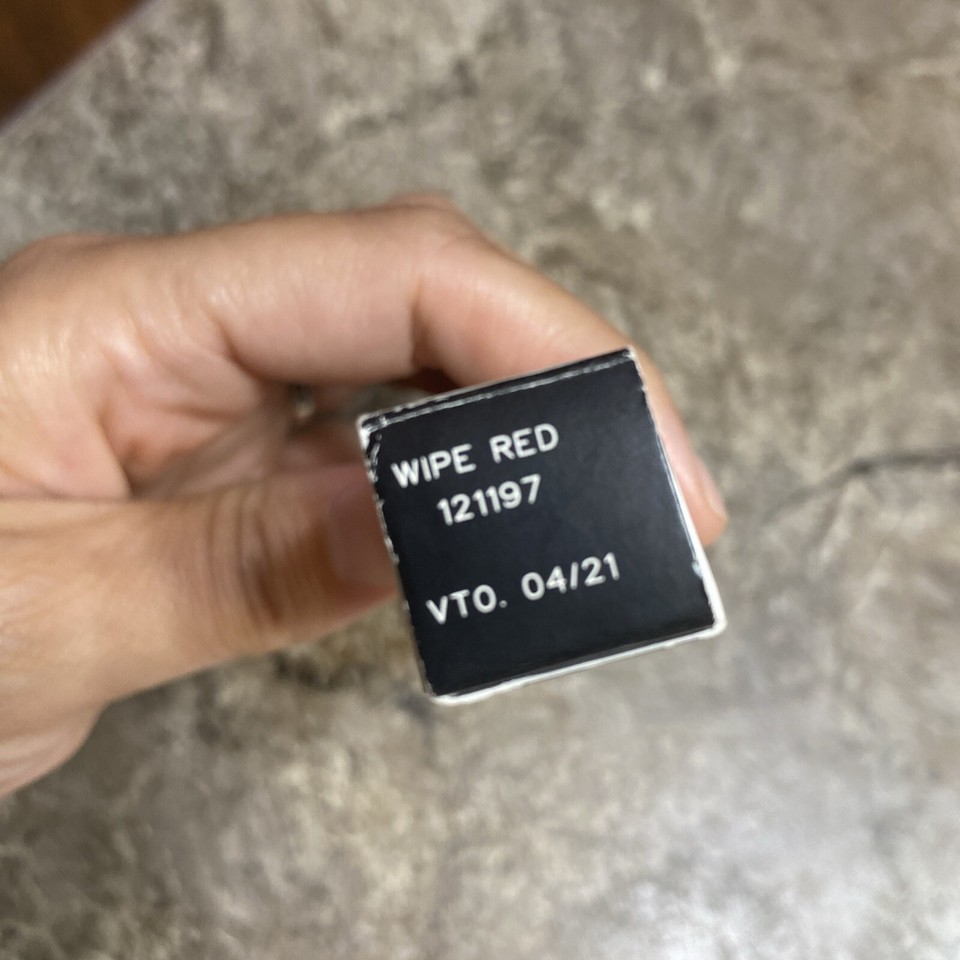 WIPE RED
121197
VTO. 04/21